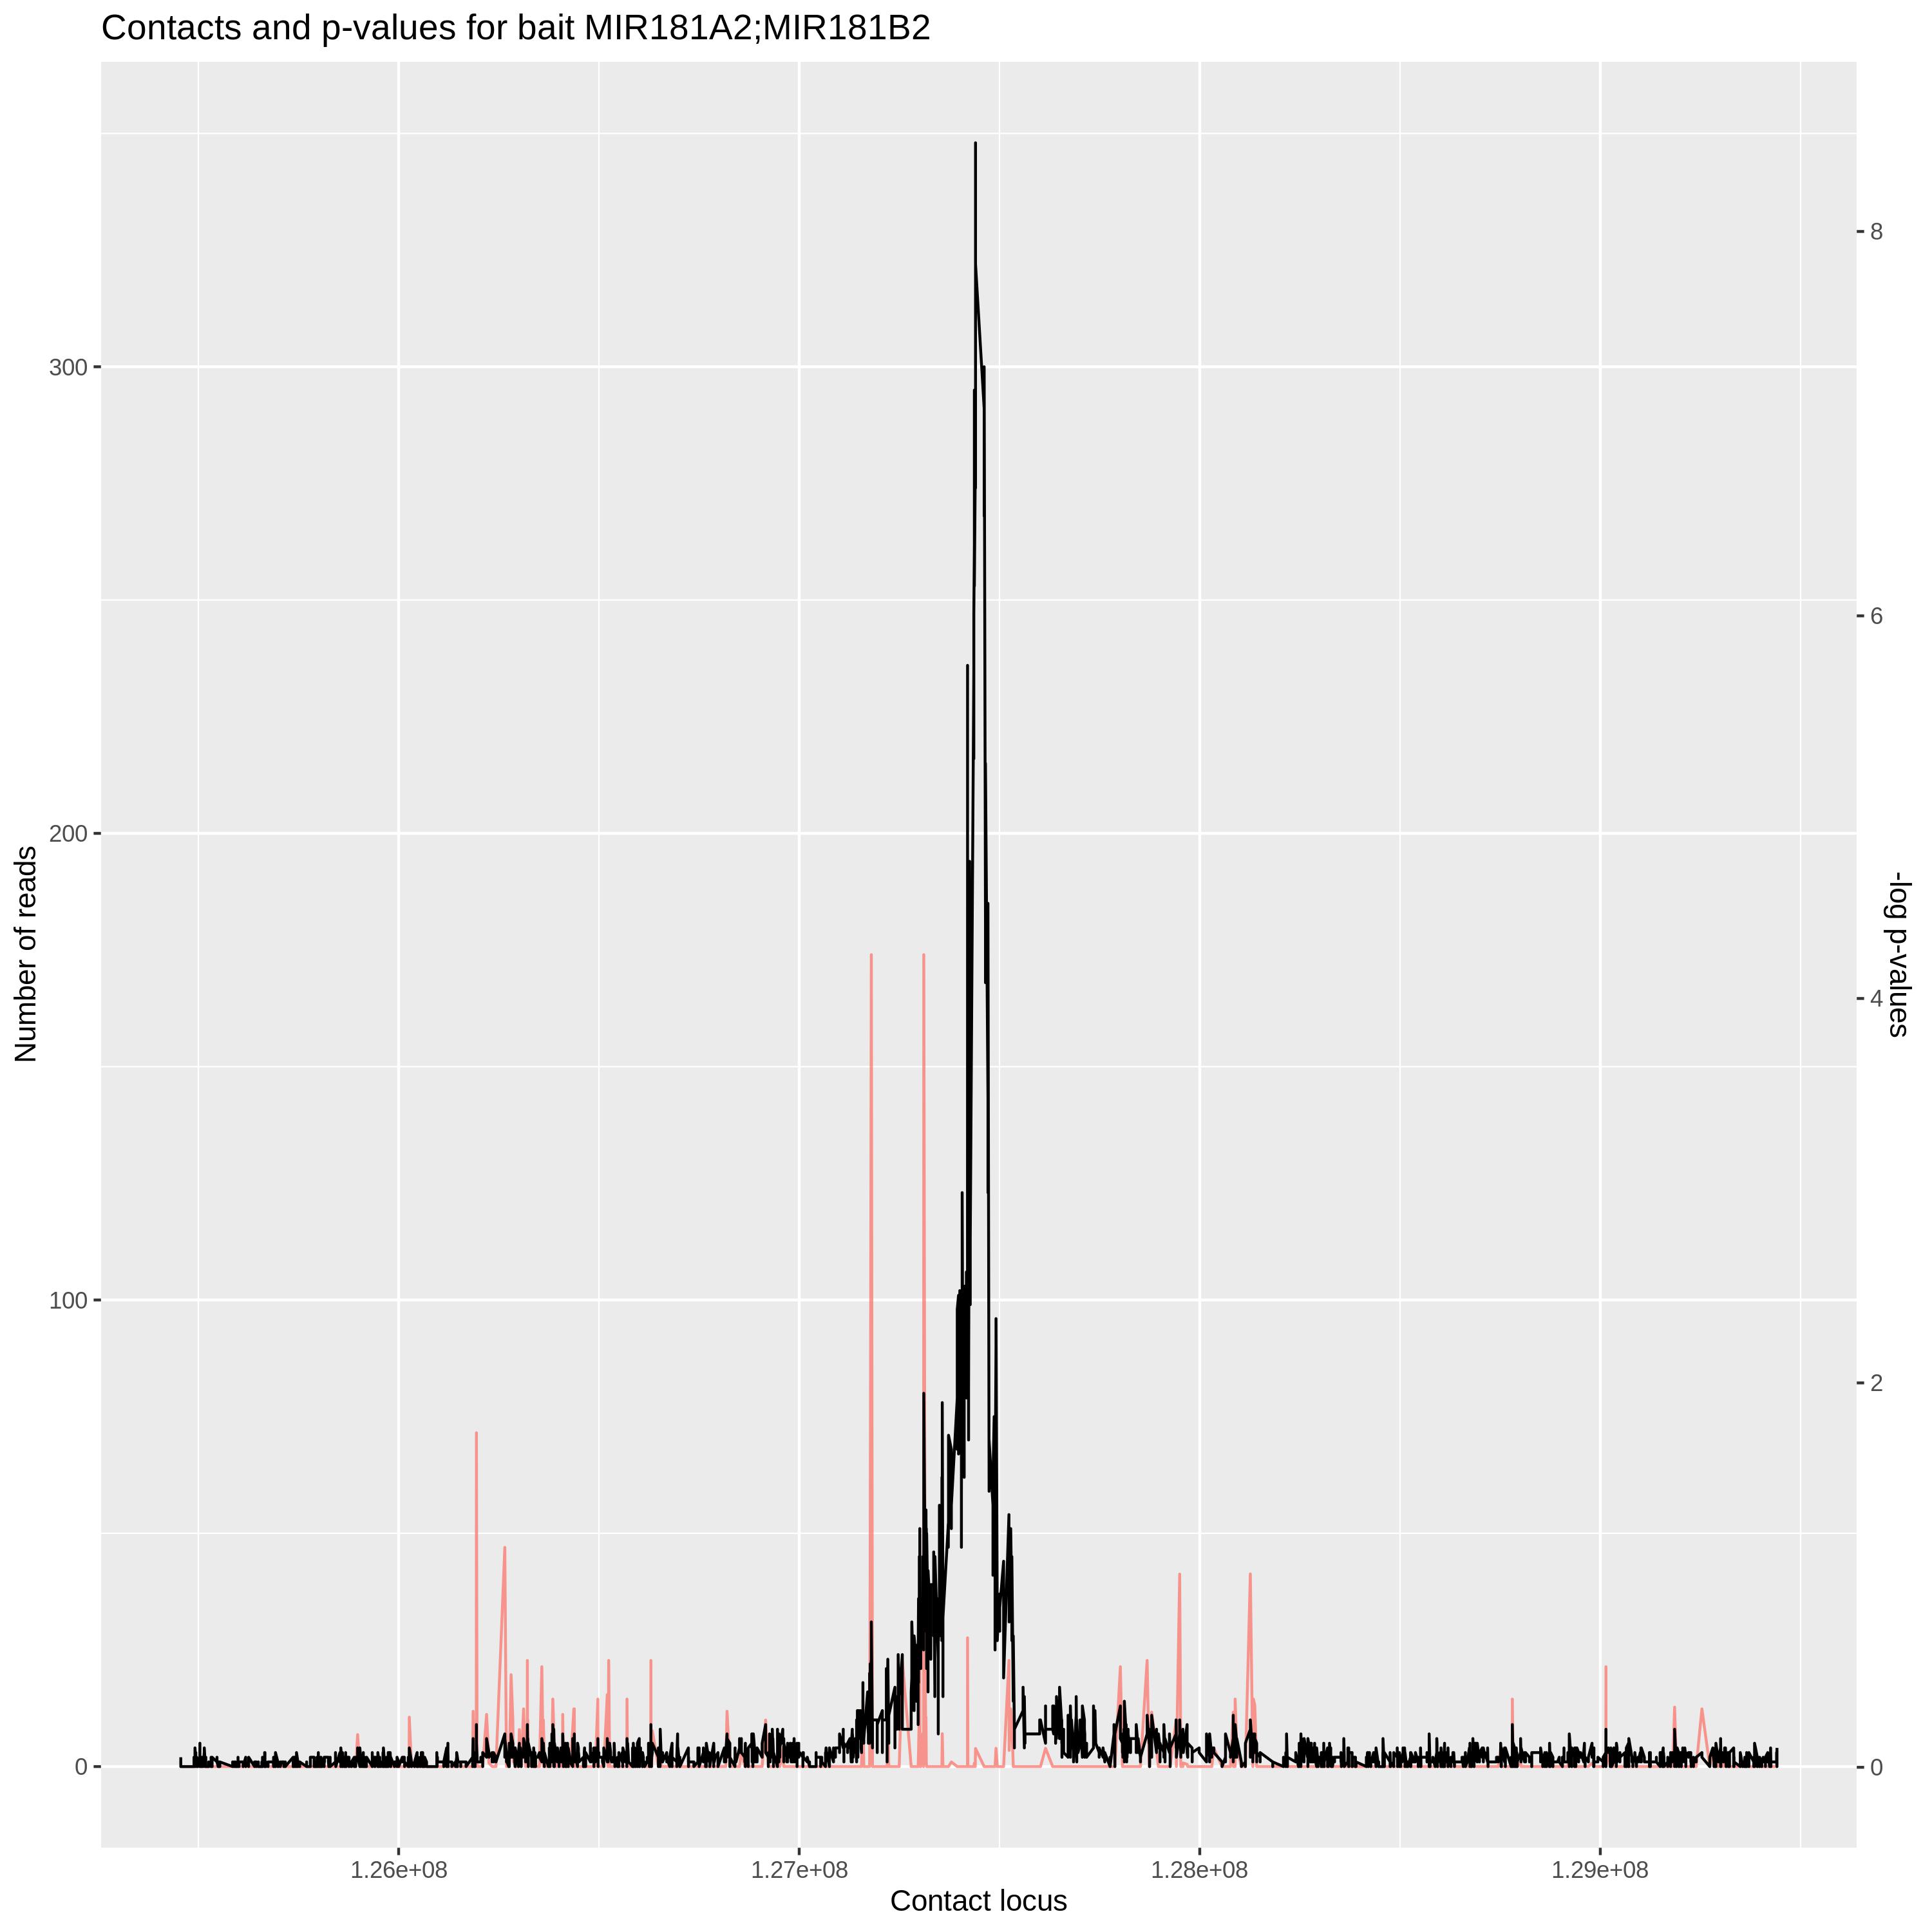 Contacts and p-values for bait MIR181A2;MIR181B2
Number of reads
300
200
100
0
8
6
4
2
0
-log p-values
1.26e+08
1.27e+08
1.28e+08
1.29e+08
Contact locus